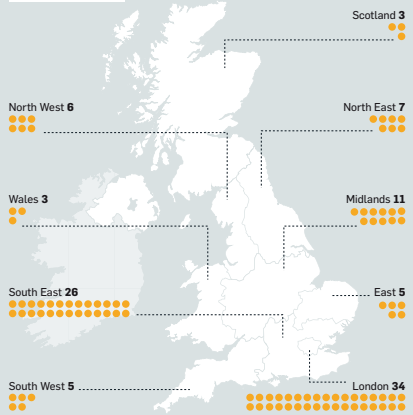 Scotland 3
North West 6
North East 7
Wales 3
Midlands 11
South East 26
East 5
South West 5
London 34